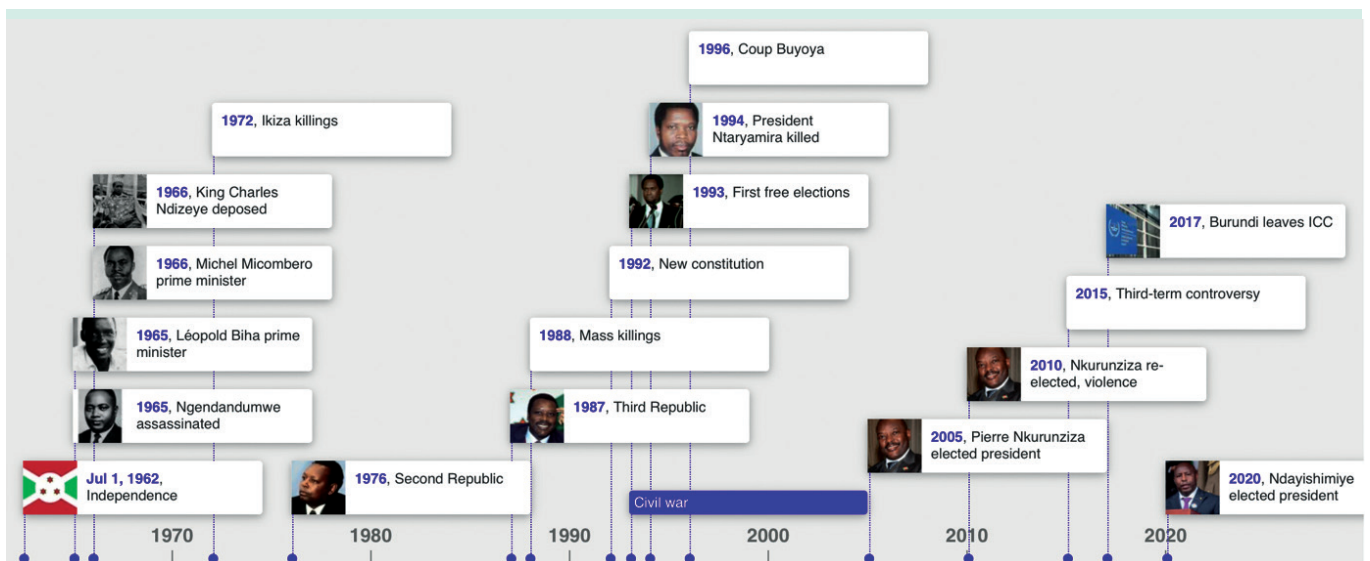 1996, Coup Buyoya
1972, Ikiza killings
1994, President
Ntaryamira killed
1966, King Charles
Ndizeye deposed
1993, First free elections
2017, Burundi leaves ICC
1966, Michel Micombero
prime minister
1992, New constitution
2015, Third-term controversy
1965, Léopold Biha prime
minister
1988, Mass killings
2010, Nkurunziza re-
elected, violence
1965, Ngendandumwe
assassinated
1987, Third Republic
2005, Pierre Nkurunziza
elected president
Jul 1, 1962,
Independence
1976, Second Republic
2020, Ndayishimiye
elected president
Civil war
1970 1980 1990 2000 2010 2020